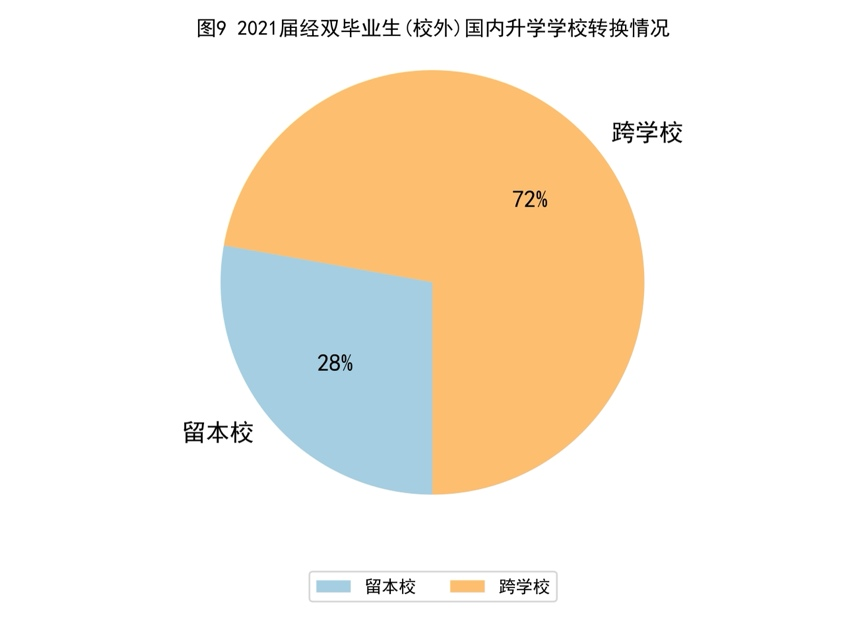 图9 2021届经双毕业生(校外)国内升学学校转换情况
跨学校
72%
28%
留本校
留本校 跨学校